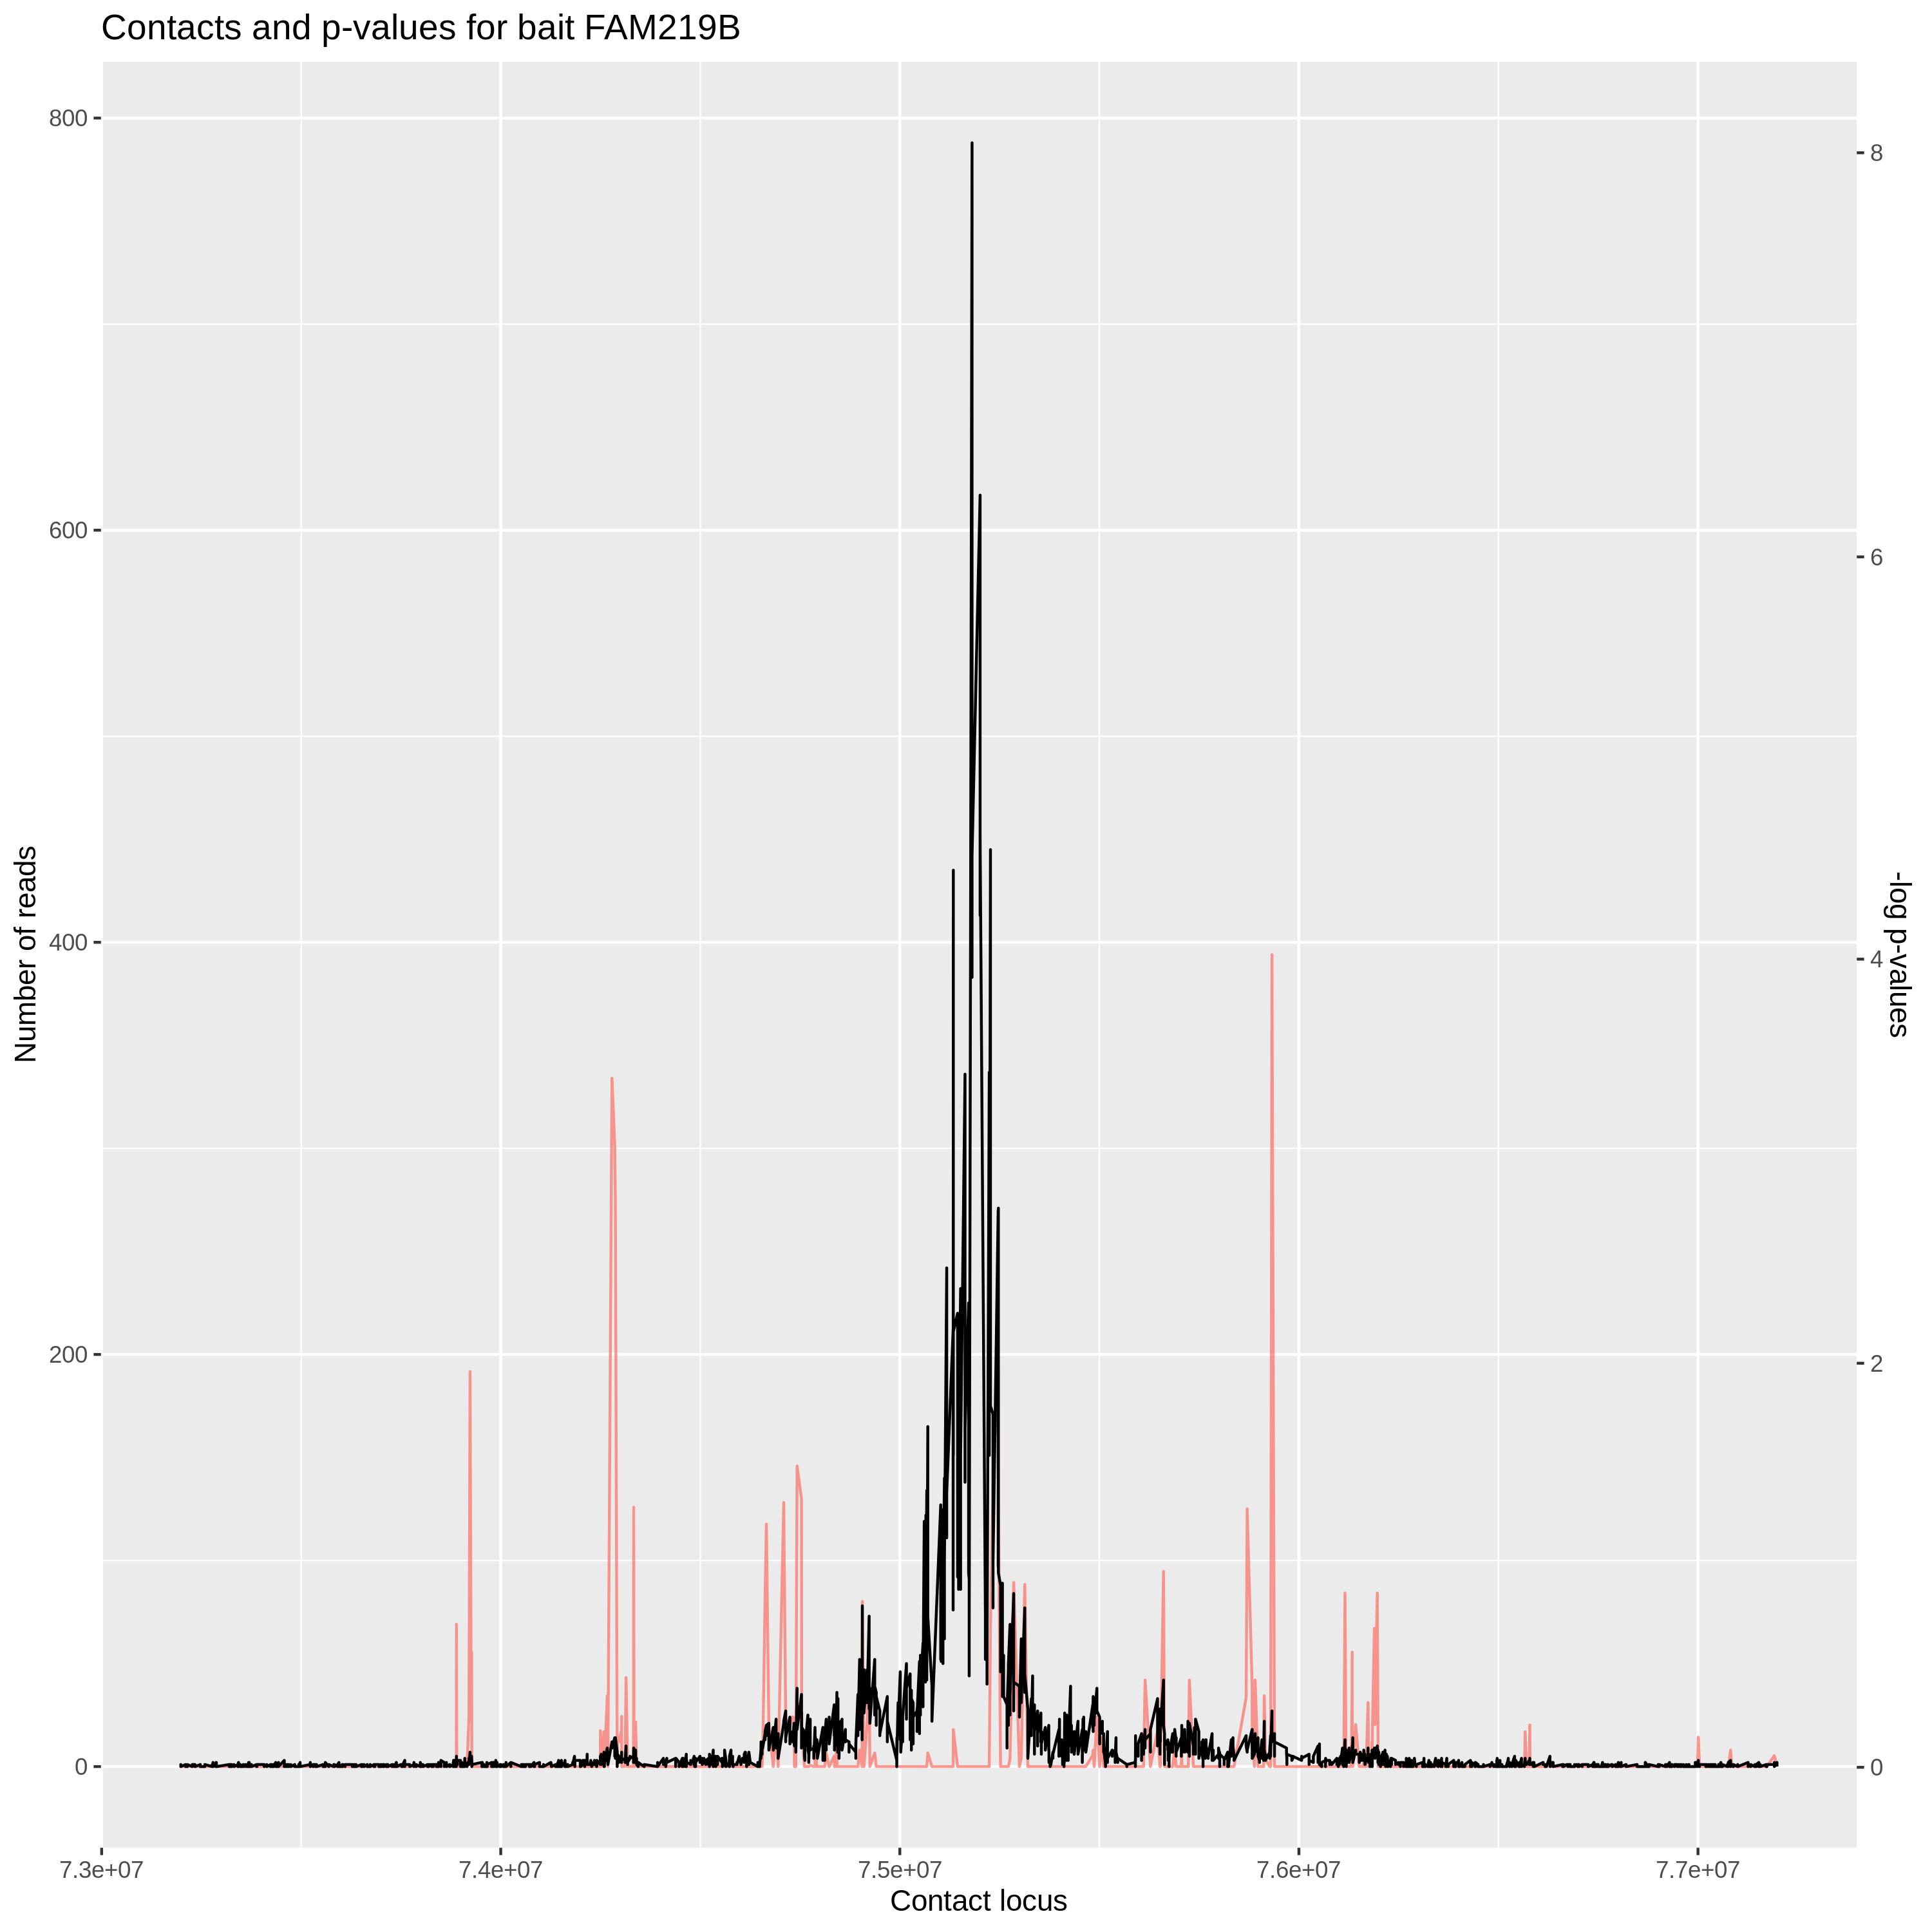 Contacts and p-values for bait FAM219B
800
600
400
200
0
Number of reads
8
6
4
2
0
-log p-values
7.3e+07 7.4e+07 7.5e+07 7.6e+07 7.7e+07
Contact locus